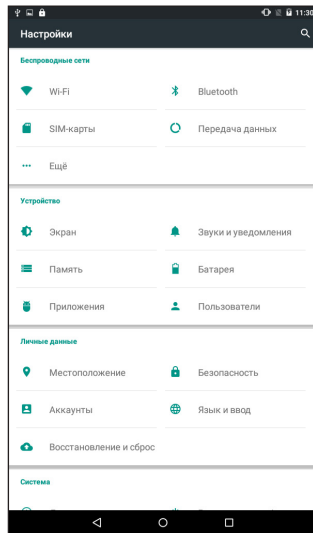 11:30
Настройки
Беспроводные сети
Wi-Fi
Bluetooth
SIM-карты
Передача данных
Ещё
Устройство
Экран
Звуки и уведомления
Память
Батарея
Приложения
Пользователи
Личные данные
Местоположение
Безопасность
Аккаунты
Язык и ввод
Восстановление и сброс
Система